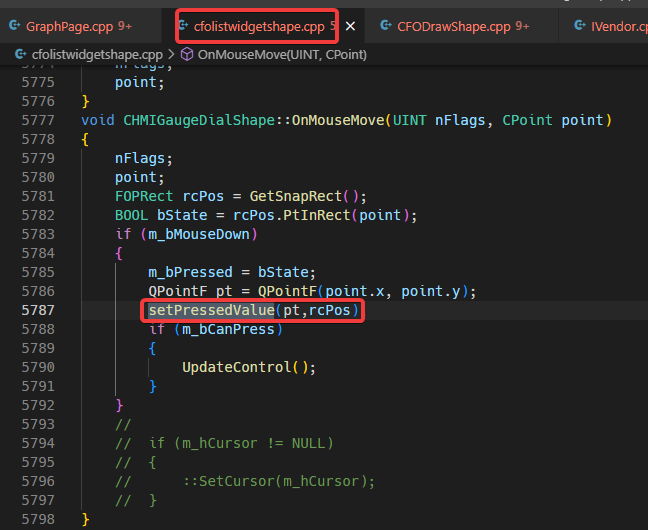 GraphPage.cpp 9+ cfolistwidgetshape.cpp 5 CFODrawShape.cpp 9+ IVendor.cp
cfolistwidgetshape.cpp > OnMouseMove(UINT, CPoint)
5774 nFlags;
5775 point;
5776 }
5777 void CHMIGaugeDialShape::OnMouseMove(UINT nFlags, CPoint point)
5778 {
5779 nFlags;
5780 point;
5781 FOPRect rcPos = GetSnapRect();
5782 BOOL bState = rcPos.PtInRect(point);
5783 if (m_bMouseDown)
5784 {
5785 m_bPressed = bState;
5786 QPointF pt = QPointF(point.x, point.y);
5787 setPressedValue(pt,rcPos)
5788 if (m_bCanPress)
5789 {
5790 UpdateControl();
5791 }
5792 }
5793 //
5794 // if (m_hCursor != NULL)
5795 // {
5796 // ::SetCursor(m_hCursor);
5797 // }
5798 }